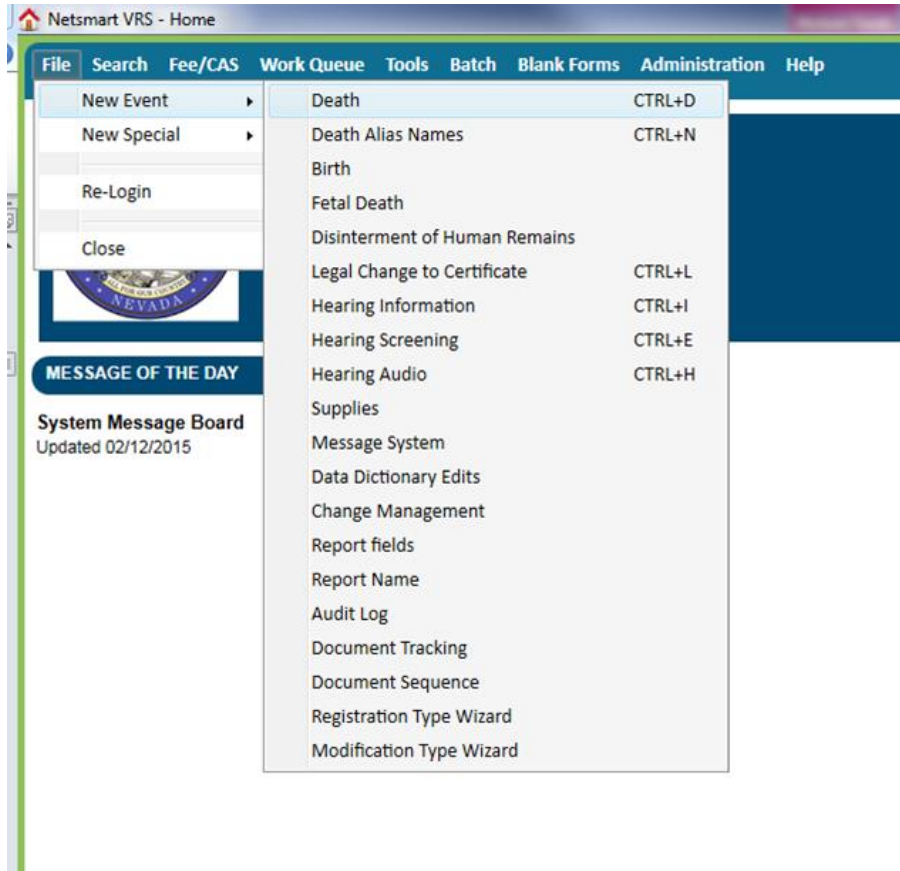 Netsmart VRS - Home
File Search Fee/CAS Work Queue Tools Batch Blank Forms Administration Help
New Event
New Special
Re-Login
Close
Death CTRL+D
Death Alias Names CTRL+N
Birth
Fetal Death
Disinterment of Human Remains
Legal Change to Certificate CTRL+L
Hearing Information CTRL+I
Hearing Screening CTRL+E
Hearing Audio CTRL+H
Supplies
Message System
Data Dictionary Edits
Change Management
Report fields
Report Name
Audit Log
Document Tracking
Document Sequence
Registration Type Wizard
Modification Type Wizard
ALL FOR OUR COUNTRY
NEVADA
MESSAGE OF THE DAY
System Message Board
Updated 02/12/2015